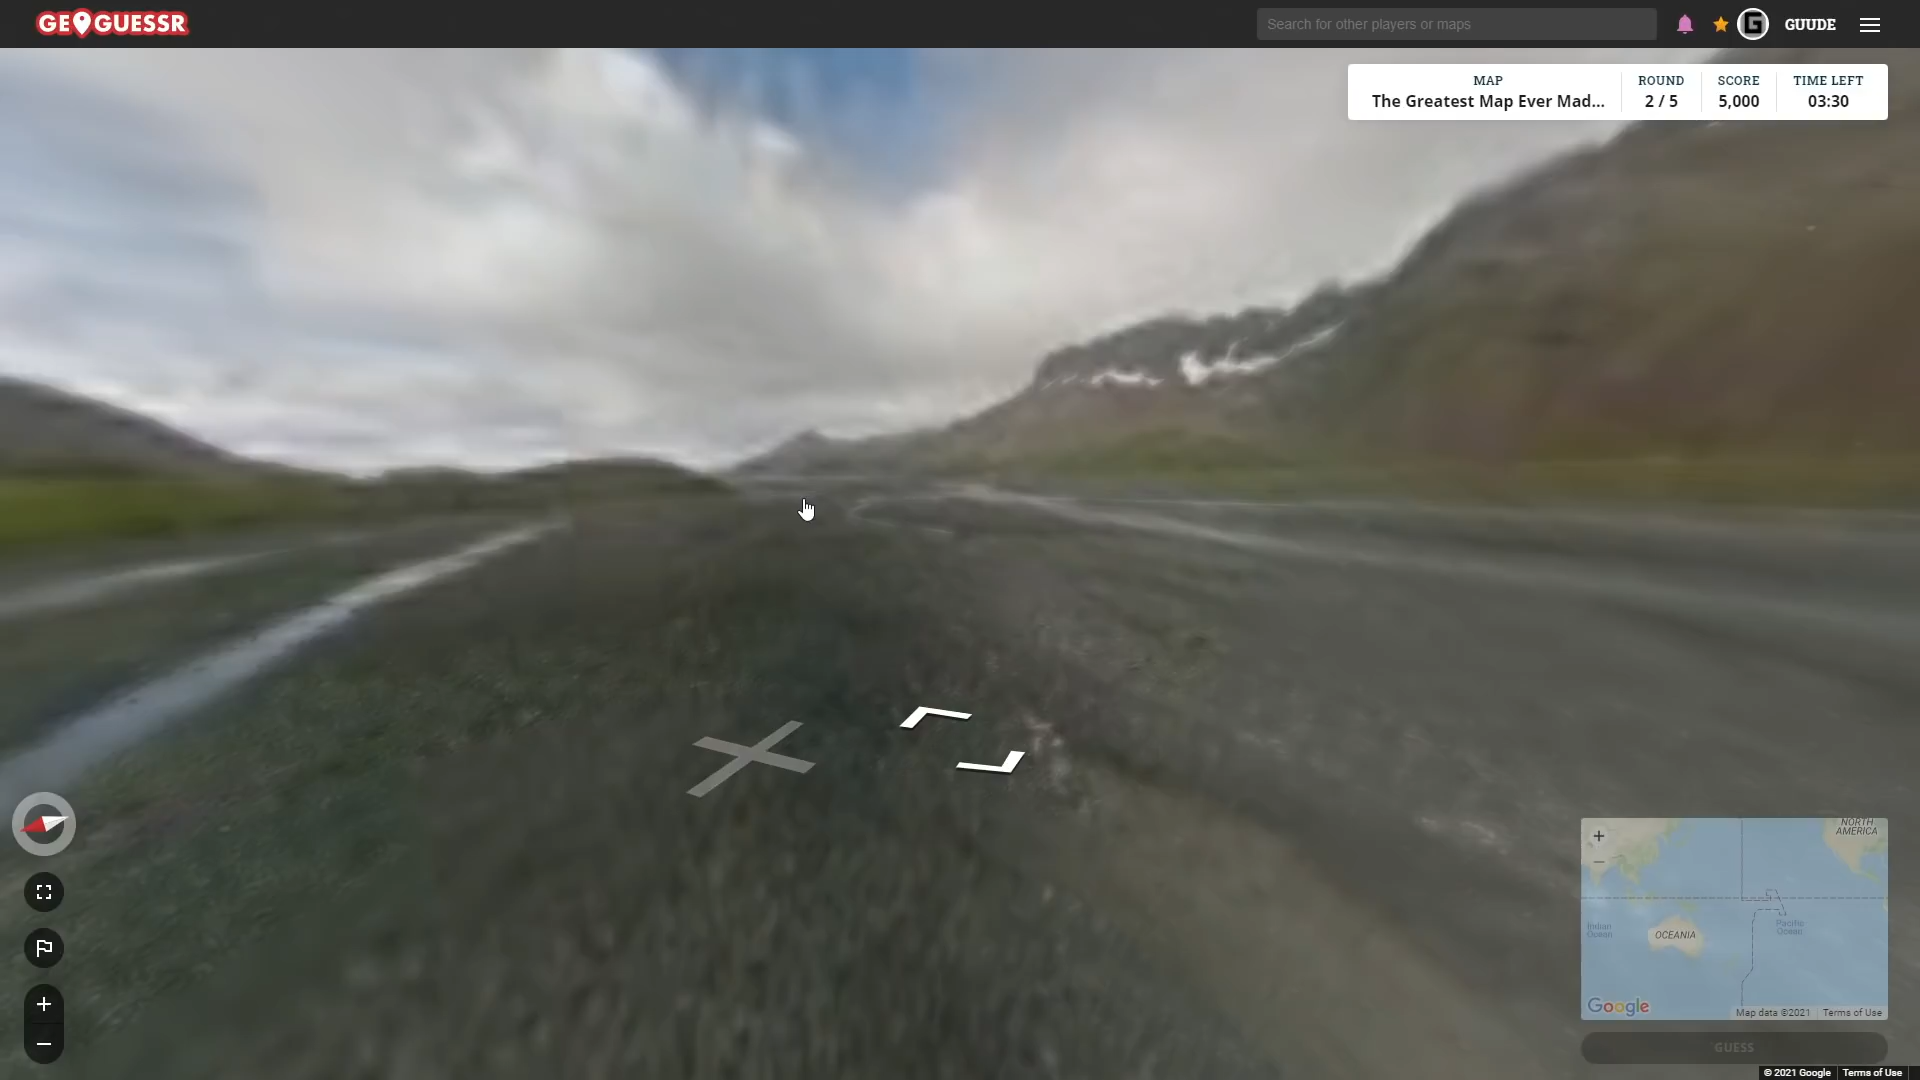 GEOGUESSR
Search for other players or maps
GUUDE
MAP
The Greatest Map Ever Mad...
ROUND
2 / 5
SCORE
5,000
TIME LEFT
03:30
NORTH
AMERICA
Indian
Ocean
OCEANIA
Pacific
Ocean
Google
Map data ©2021
Terms of Use
GUESS
© 2021 Google
Terms of Use